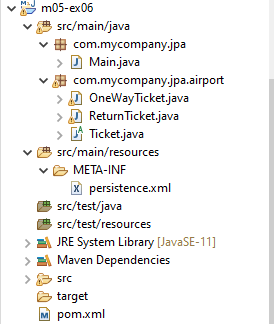 m05-ex06
src/main/java
com.mycompany.jpa
Main.java
com.mycompany.jpa.airport
OneWayTicket.java
ReturnTicket.java
Ticket.java
src/main/resources
META-INF
persistence.xml
src/test/java
src/test/resources
JRE System Library [JavaSE-11]
Maven Dependencies
src
target
pom.xml